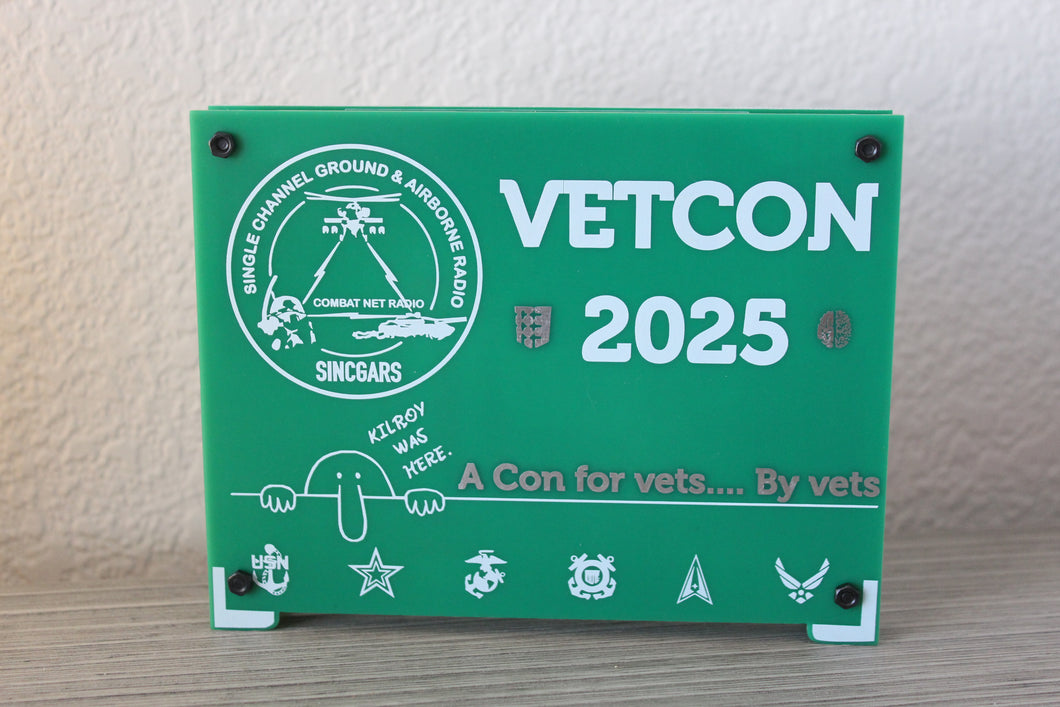 SINGLE CHANNEL GROUND & AIRBORNE RADIO
COMBAT NET RADIO
SINCGARS
VETCON
2025
KILROY
WAS
HERE.
A Con for vets.... By vets
USN